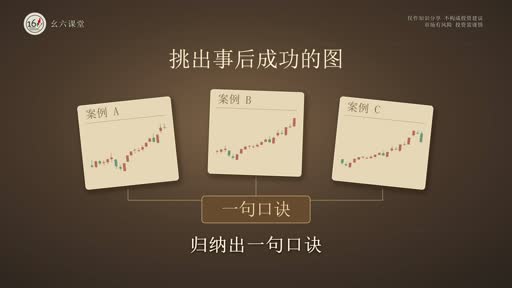 玄六课堂
仅作知识分享 不构成投资建议
市场有风险 投资需谨慎
挑出事后成功的图
案例 A
案例 B
案例 C
一句口诀
归纳出一句口诀